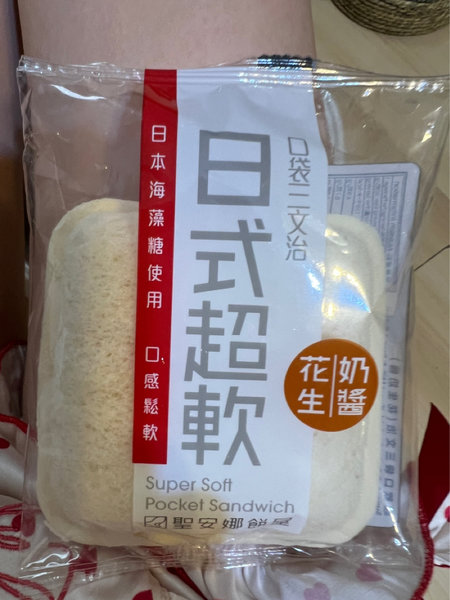 日本海藻糖使用 口感鬆軟
口袋三文治
日式超軟
花生
奶醬
Super Soft
Pocket Sandwich
聖安娜餅屋